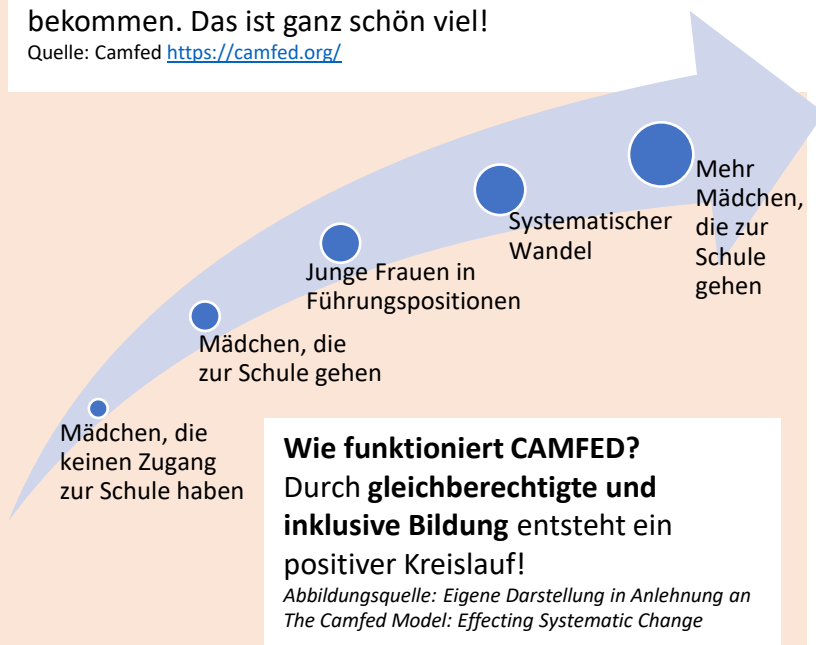 bekommen. Das ist ganz schön viel!
Quelle: Camfed https://camfed.org/
Mehr
Mädchen,
die zur
Schule
gehen
Systematischer
Wandel
Junge Frauen in
Führungspositionen
Mädchen, die
zur Schule gehen
Mädchen, die
keinen Zugang
zur Schule haben
Wie funktioniert CAMFED?
Durch gleichberechtigte und
inklusive Bildung entsteht ein
positiver Kreislauf!
Abbildungsquelle: Eigene Darstellung in Anlehnung an
The Camfed Model: Effecting Systematic Change